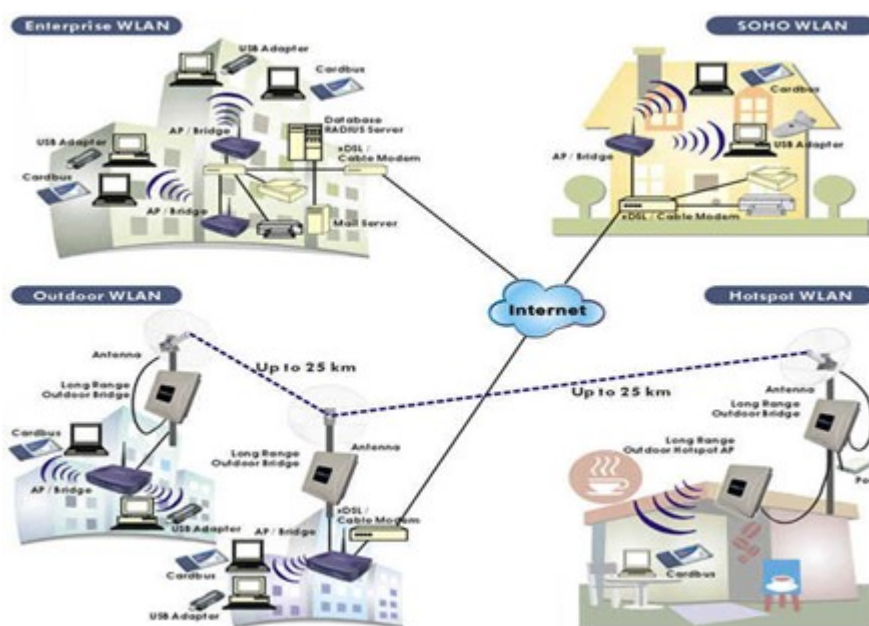 Enterprise WLAN
USB Adapter
Cardbus
AP / Bridge
Database
RADIUS Server
xDSL /
Cable Modem
USB Adapter
Cardbus
AP / Bridge
Mail Server
SOHO WLAN
Cardbus
USB Adapter
AP / Bridge
xDSL / Cable Modem
Internet
Outdoor WLAN
Antenna
Up to 25 km
Long Range
Outdoor Bridge
Cardbus
AP / Bridge
USB Adapter
Long Range
Outdoor Bridge
Antenna
xDSL /
Cable Modem
AP / Bridge
Cardbus
USB Adapter
Hotspot WLAN
Up to 25 km
Antenna
Long Range
Outdoor Bridge
Long Range
Outdoor Hotspot AP
Cardbus